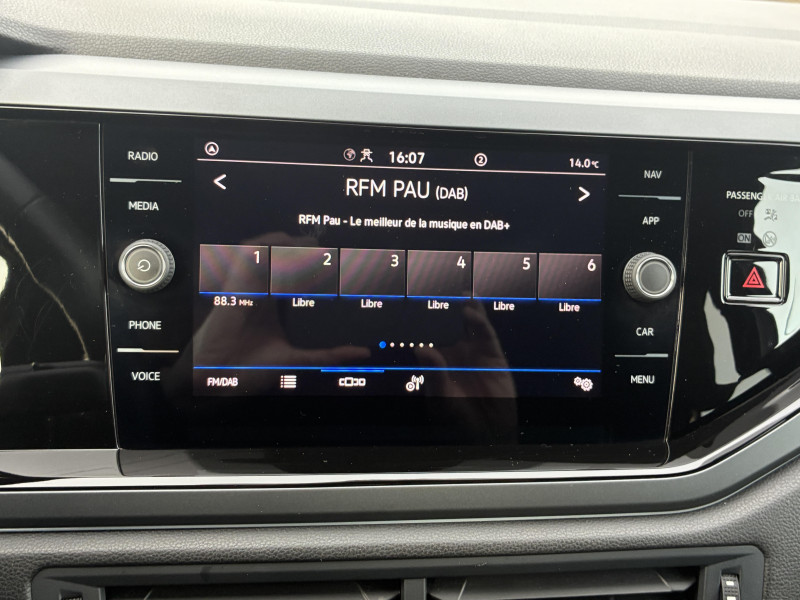 RADIO
MEDIA
PHONE
VOICE
16:07
2
14.0°C
< RFM PAU (DAB) >
RFM Pau - Le meilleur de la musique en DAB+
1 2 3 4 5 6
88.3 MHz Libre Libre Libre Libre Libre
FM/DAB
NAV
APP
CAR
MENU
PASSENGER AIR
OFF
ON